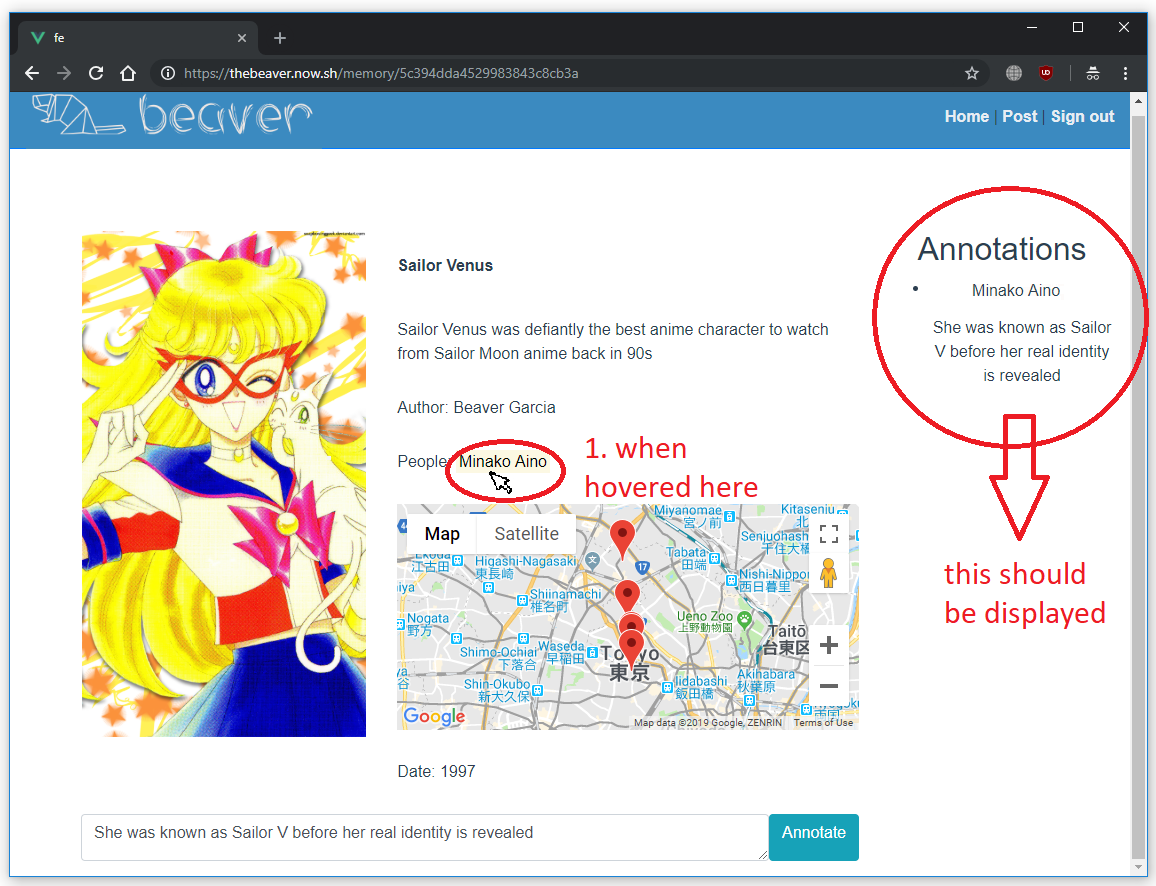 fe
https://thebeaver.now.sh/memory/5c394dda4529983843c8cb3a
beaver
Home | Post | Sign out
Sailor Venus
Sailor Venus was defiantly the best anime character to watch
from Sailor Moon anime back in 90s
Author: Beaver Garcia
People: Minako Aino
1. when
hovered here
Map
Satellite
Miyanomae
宮ノ前
Kitaseniu
Senjuohash
千住大橋
Ekoda
江古田
Higashi-Nagasaki
東長崎
17
Tabata
田端
Nishi-Nippor
西日暮里
Shiinamachi
椎名町
Nogata
野方
Ueno Zoo
上野動物園
Taitō
台東区
Shimo-Ochiai
下落合
Waseda
早稲田
Tokyo
東京
Shin-Okubo
新大久保
Iidabashi
飯田橋
Akihabara
秋葉原
Google
Map data ©2019 Google, ZENRIN
Terms of Use
Date: 1997
She was known as Sailor V before her real identity is revealed
Annotate
Annotations
• Minako Aino
She was known as Sailor
V before her real identity
is revealed
this should
be displayed